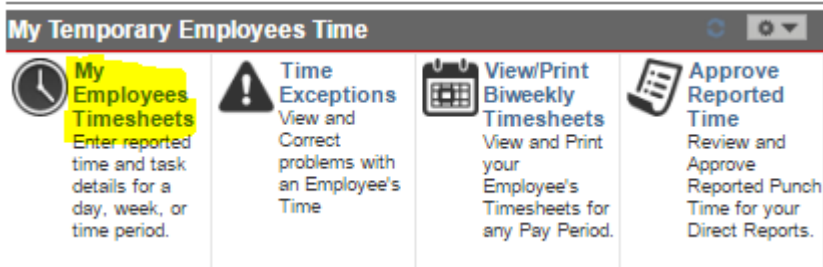 My Temporary Employees Time
My
Employees
Timesheets
Enter reported
time and task
details for a
day, week, or
time period.
Time
Exceptions
View and
Correct
problems with
an Employee's
Time
View/Print
Biweekly
Timesheets
View and Print
your
Employee's
Timesheets for
any Pay Period.
Approve
Reported
Time
Review and
Approve
Reported Punch
Time for your
Direct Reports.